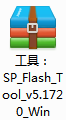 工具：
SP_Flash_T
ool_v5.172
0_Win